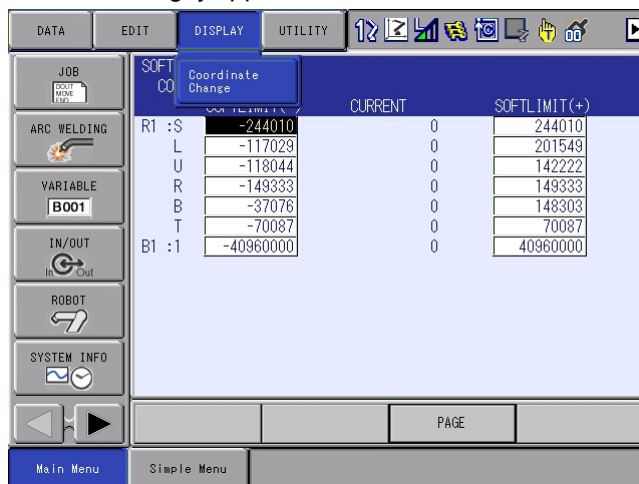 DATA EDIT DISPLAY UTILITY
JOB
DOUT
MOVE
END
ARC WELDING
VARIABLE
B001
IN/OUT
In Out
ROBOT
SYSTEM INFO
SOFT
CO
Coordinate
Change
CURRENT SOFTLIMIT(+)
R1 :S -244010 0 244010
L -117029 0 201549
U -118044 0 142222
R -149333 0 149333
B -37076 0 148303
T -70087 0 70087
B1 :1 -40960000 0 40960000
PAGE
Main Menu Simple Menu